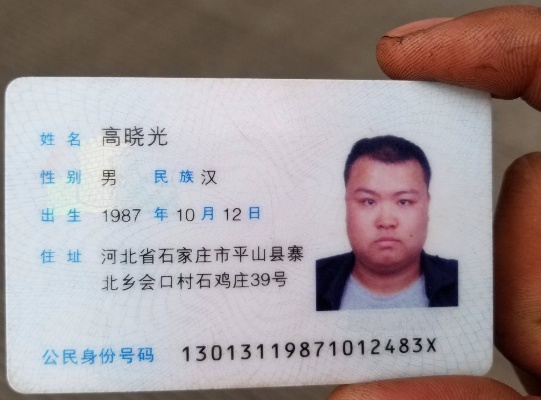 姓名 高晓光
性别 男 民族 汉
出生 1987 年 10 月 12 日
住址 河北省石家庄市平山县寨
北乡会口村石鸡庄39号
公民身份号码 13013119871012483X